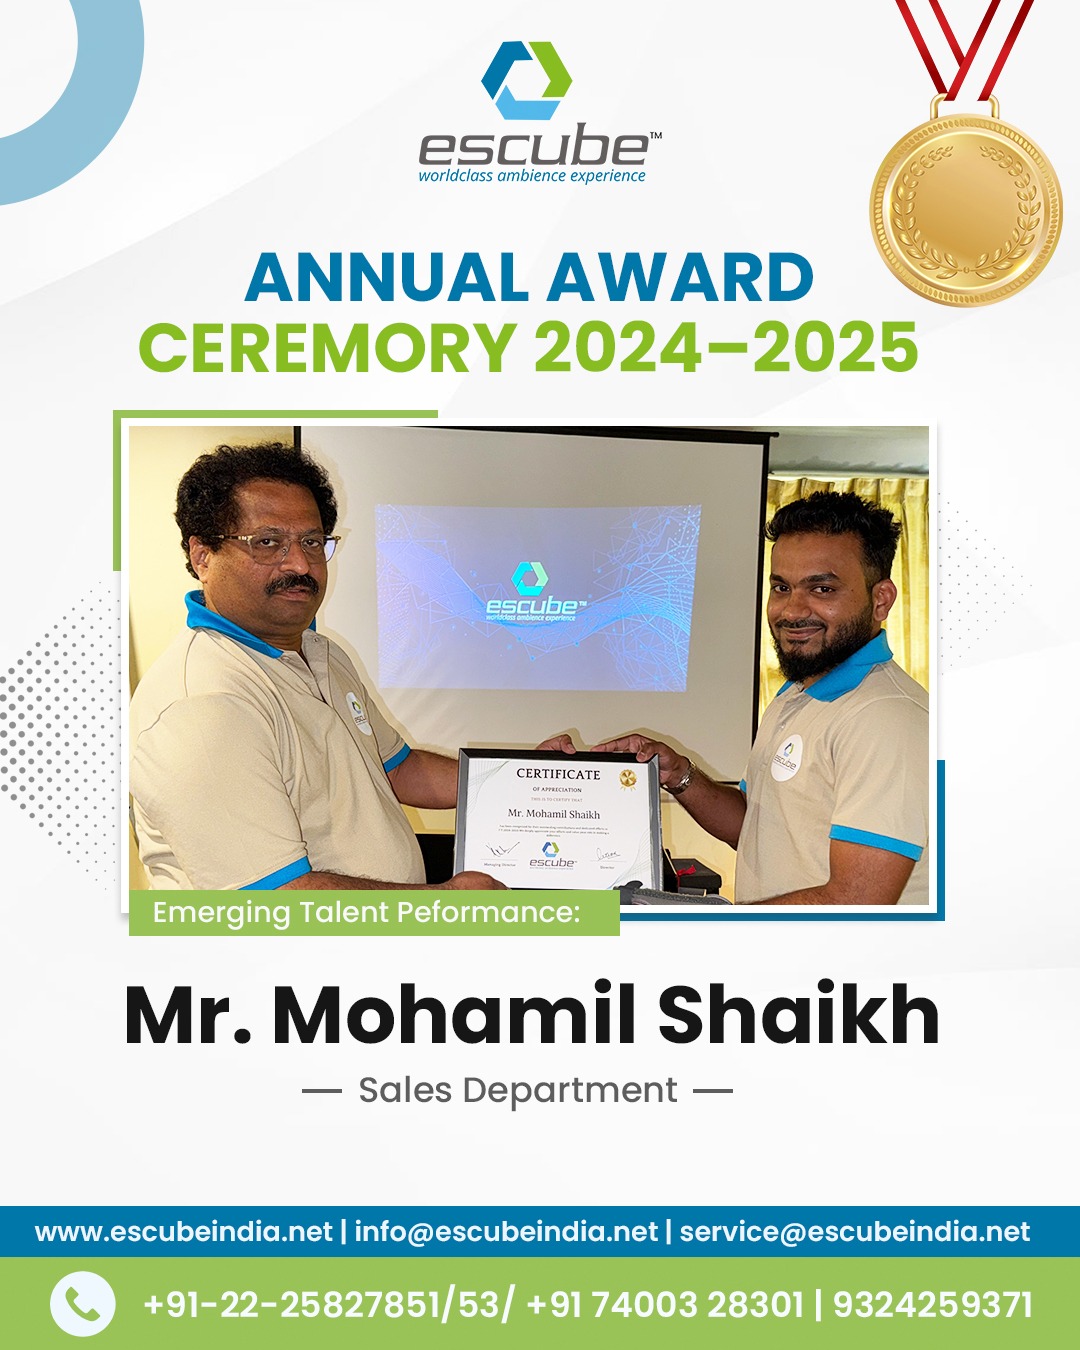 escube™
worldclass ambience experience
ANNUAL AWARD
CEREMORY 2024–2025
escube™
worldclass ambience experience
escube
escube
CERTIFICATE
OF APPRECIATION
THIS IS TO CERTIFY THAT
Mr. Mohamil Shaikh
Managing Director
escube™
Director
Emerging Talent Peformance:
Mr. Mohamil Shaikh
Sales Department
www.escubeindia.net | info@escubeindia.net | service@escubeindia.net
+91-22-25827851/53/ +91 74003 28301 | 9324259371